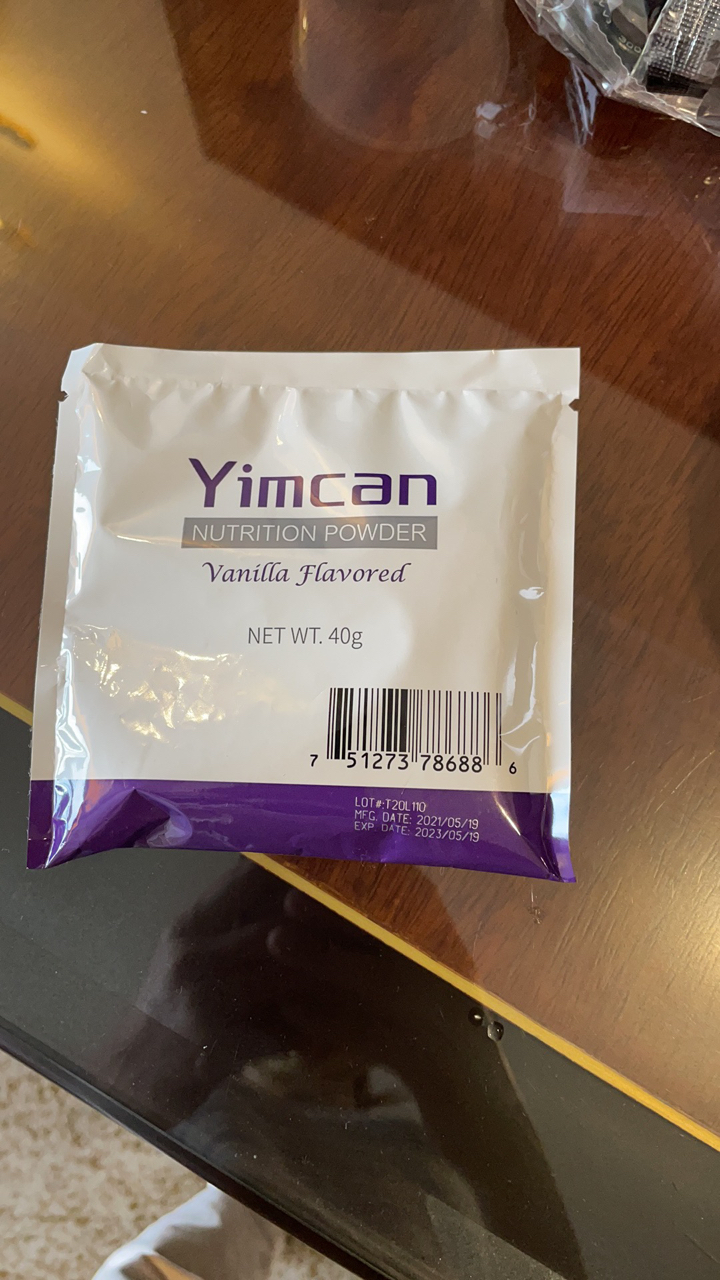 Yimcan
NUTRITION POWDER
Vanilla Flavored
NET WT. 40g
7 51273 78688 6
LOT#:T20L110
MFG. DATE: 2021/05/19
EXP. DATE: 2023/05/19